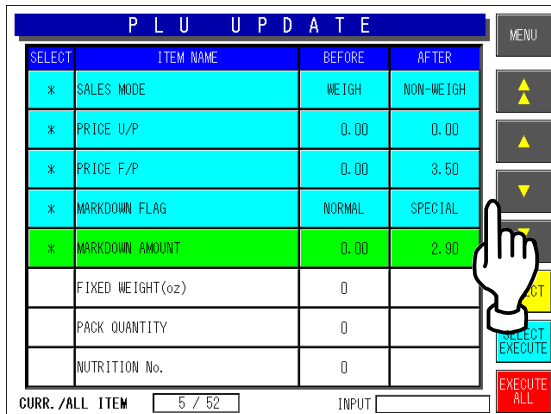 PLU UPDATE
MENU
SELECT ITEM NAME BEFORE AFTER
* SALES MODE WEIGH NON-WEIGH
* PRICE U/P 0.00 0.00
* PRICE F/P 0.00 3.50
* MARKDOWN FLAG NORMAL SPECIAL
* MARKDOWN AMOUNT 0.00 2.90
FIXED WEIGHT(oz) 0
PACK QUANTITY 0
NUTRITION No. 0
SELECT
EXECUTE
EXECUTE
ALL
CURR./ALL ITEM 5 / 52 INPUT